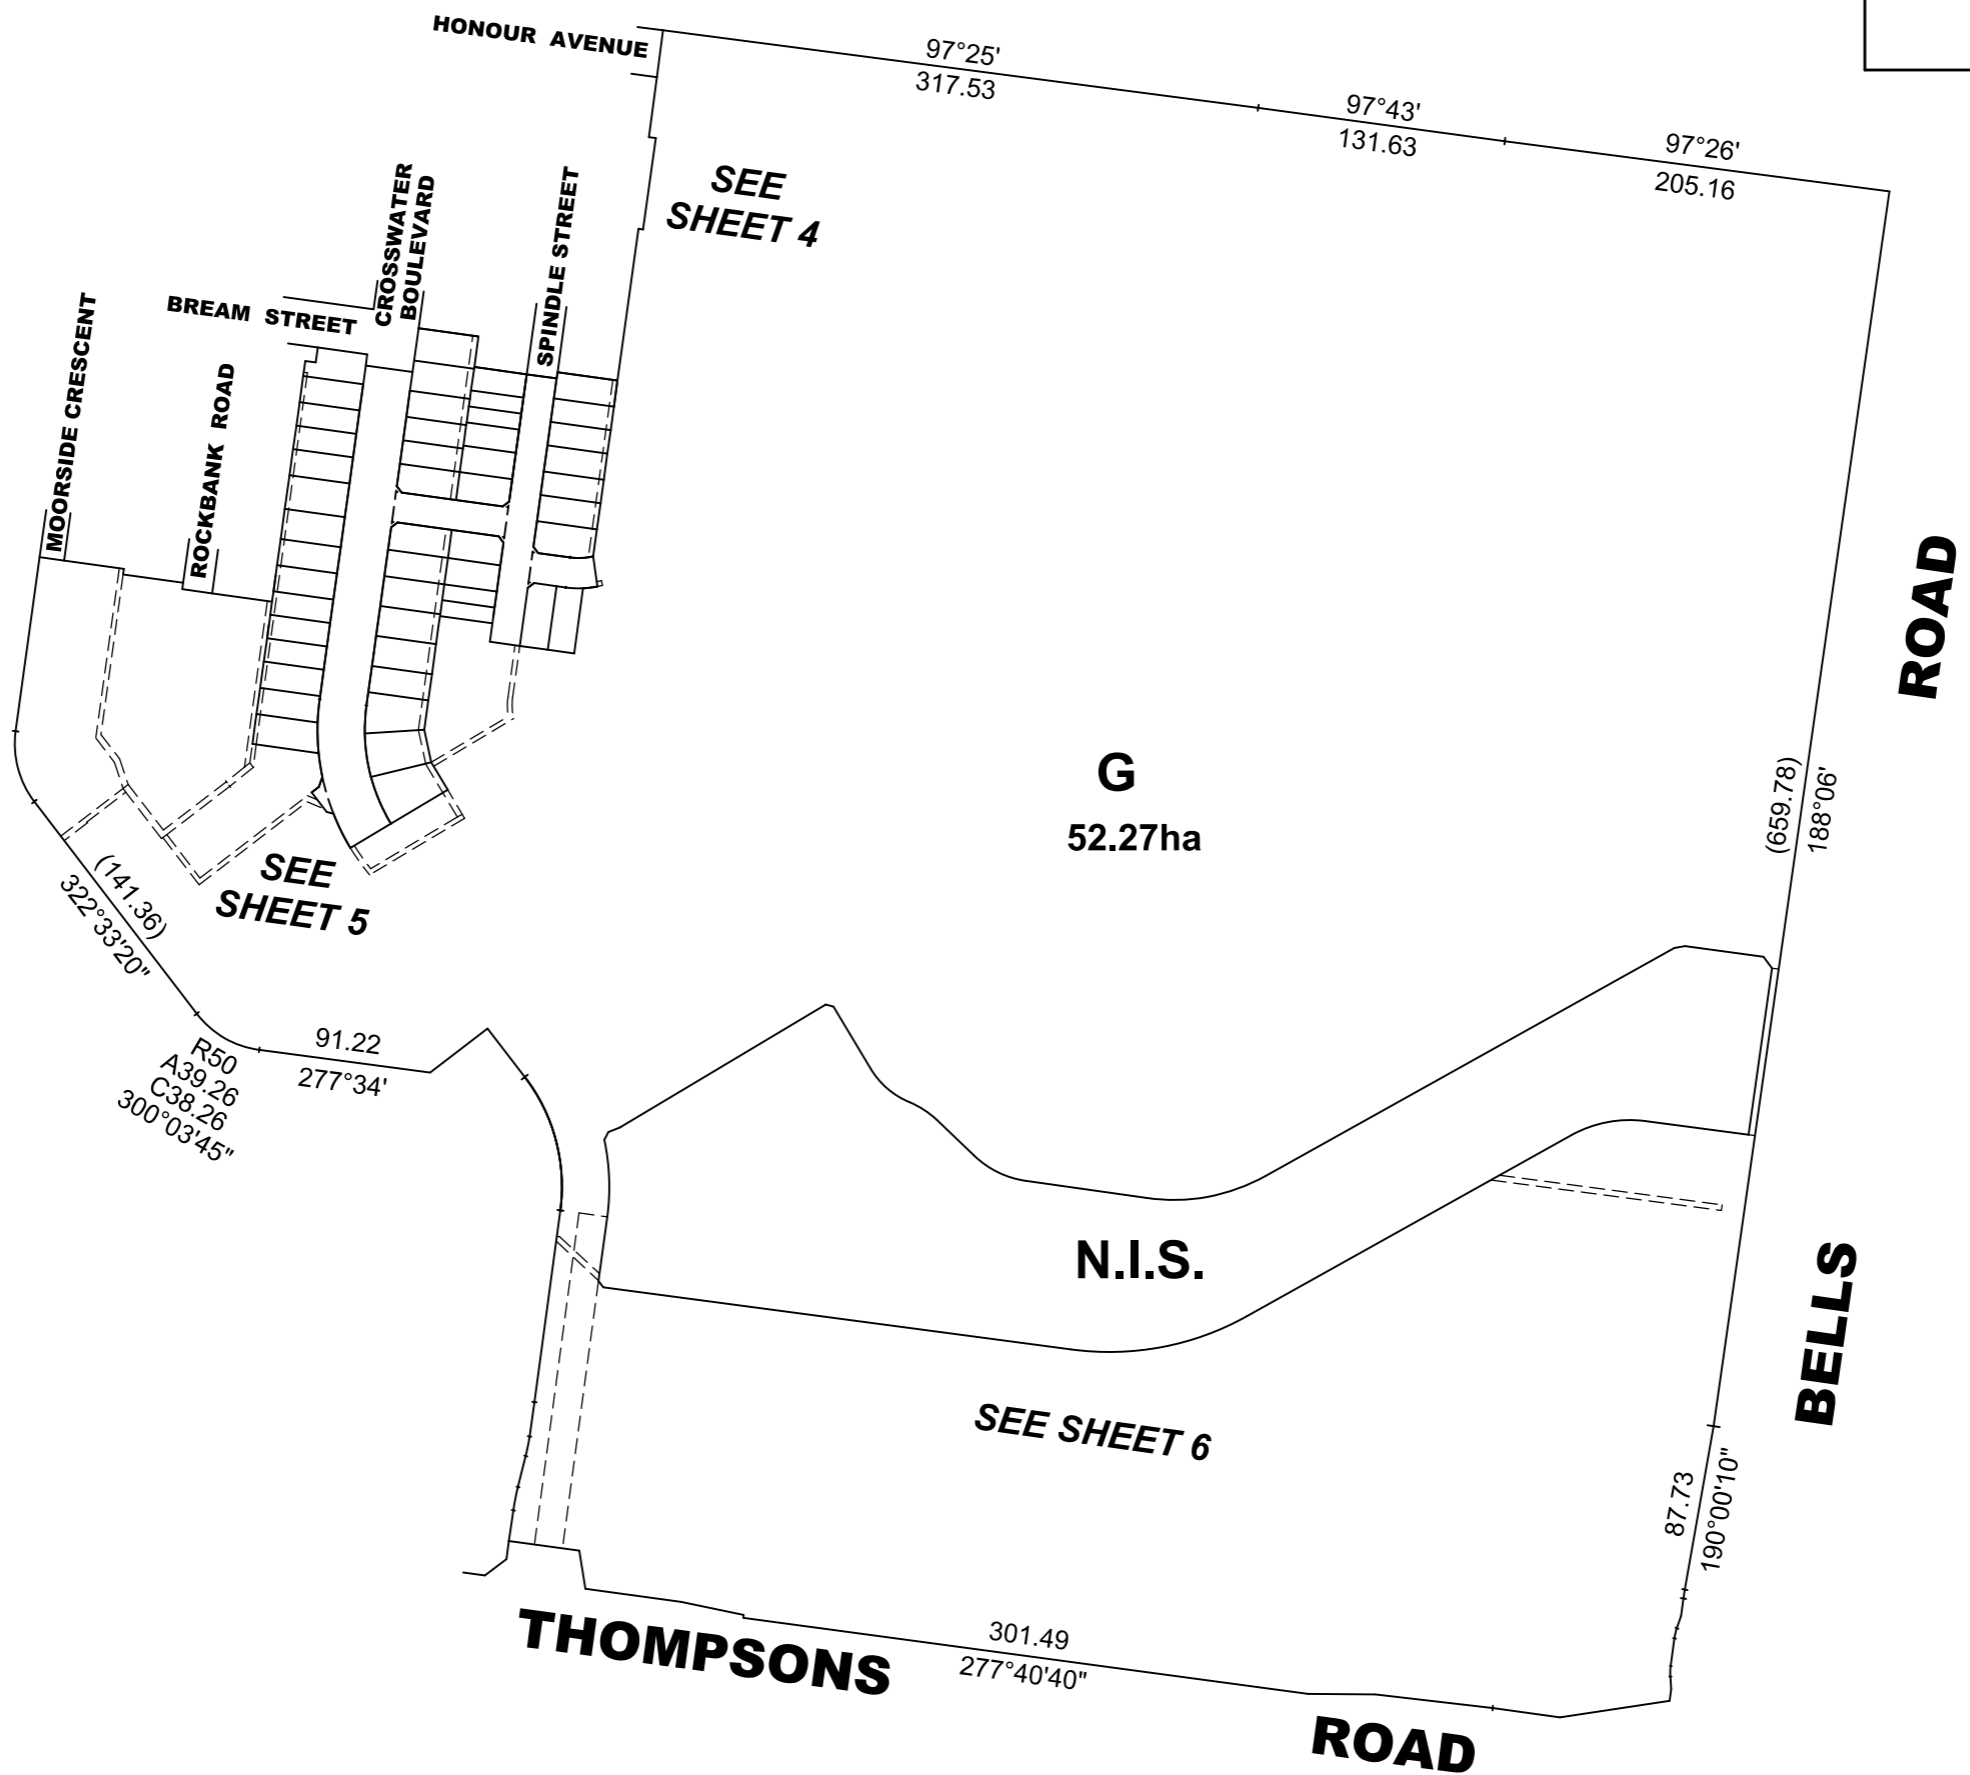 HONOUR AVENUE
97°25'
317.53
97°43'
131.63
97°26'
205.16
SEE
SHEET 4
CROSSWATER
BOULEVARD
SPINDLE STREET
BREAM STREET
MOORSIDE CRESCENT
ROCKBANK ROAD
ROAD
G
52.27ha
(659.78)
188°06'
SEE
SHEET 5
(141.36)
322°33'20"
91.22
277°34'
R50
A39.26
C38.26
300°03'45"
N.I.S.
BELLS
SEE SHEET 6
87.73
190°00'10"
301.49
277°40'40"
THOMPSONS
ROAD